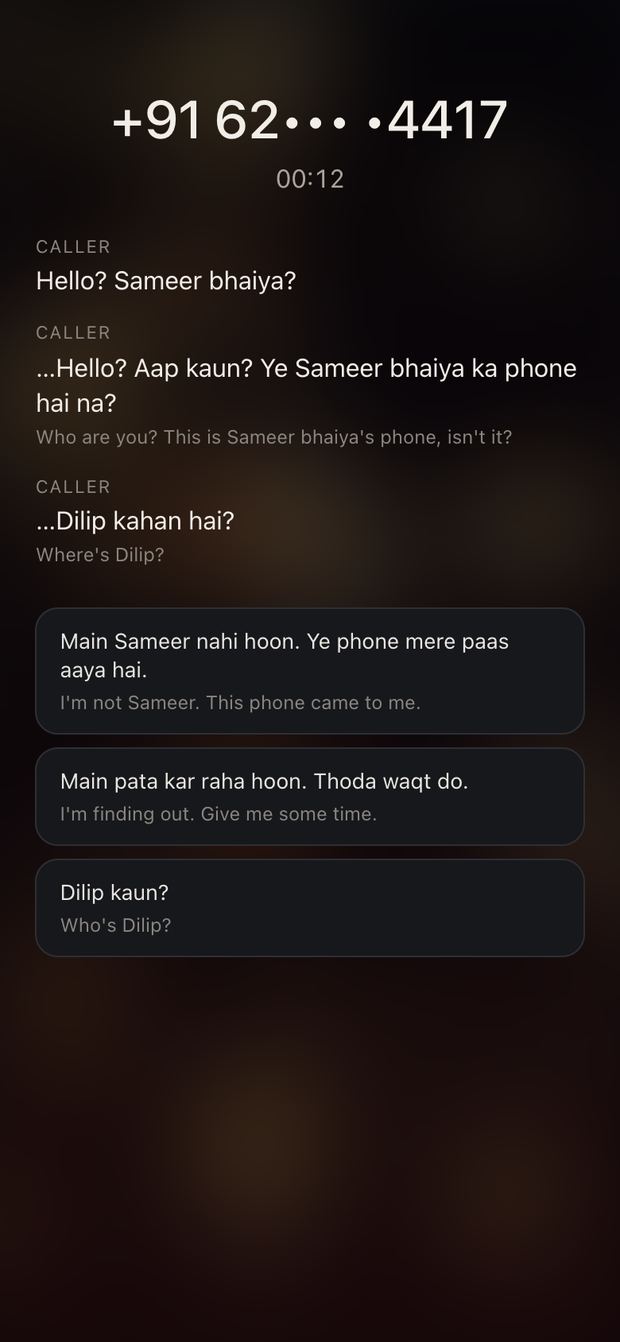 +91 62••• •4417
00:12
CALLER
Hello? Sameer bhaiya?
CALLER
...Hello? Aap kaun? Ye Sameer bhaiya ka phone
hai na?
Who are you? This is Sameer bhaiya's phone, isn't it?
CALLER
...Dilip kahan hai?
Where's Dilip?
Main Sameer nahi hoon. Ye phone mere paas
aaya hai.
I'm not Sameer. This phone came to me.
Main pata kar raha hoon. Thoda waqt do.
I'm finding out. Give me some time.
Dilip kaun?
Who's Dilip?